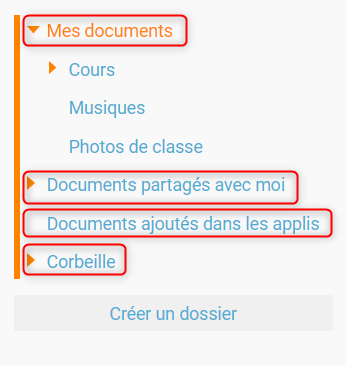 Mes documents
Cours
Musiques
Photos de classe
Documents partagés avec moi
Documents ajoutés dans les applis
Corbeille
Créer un dossier